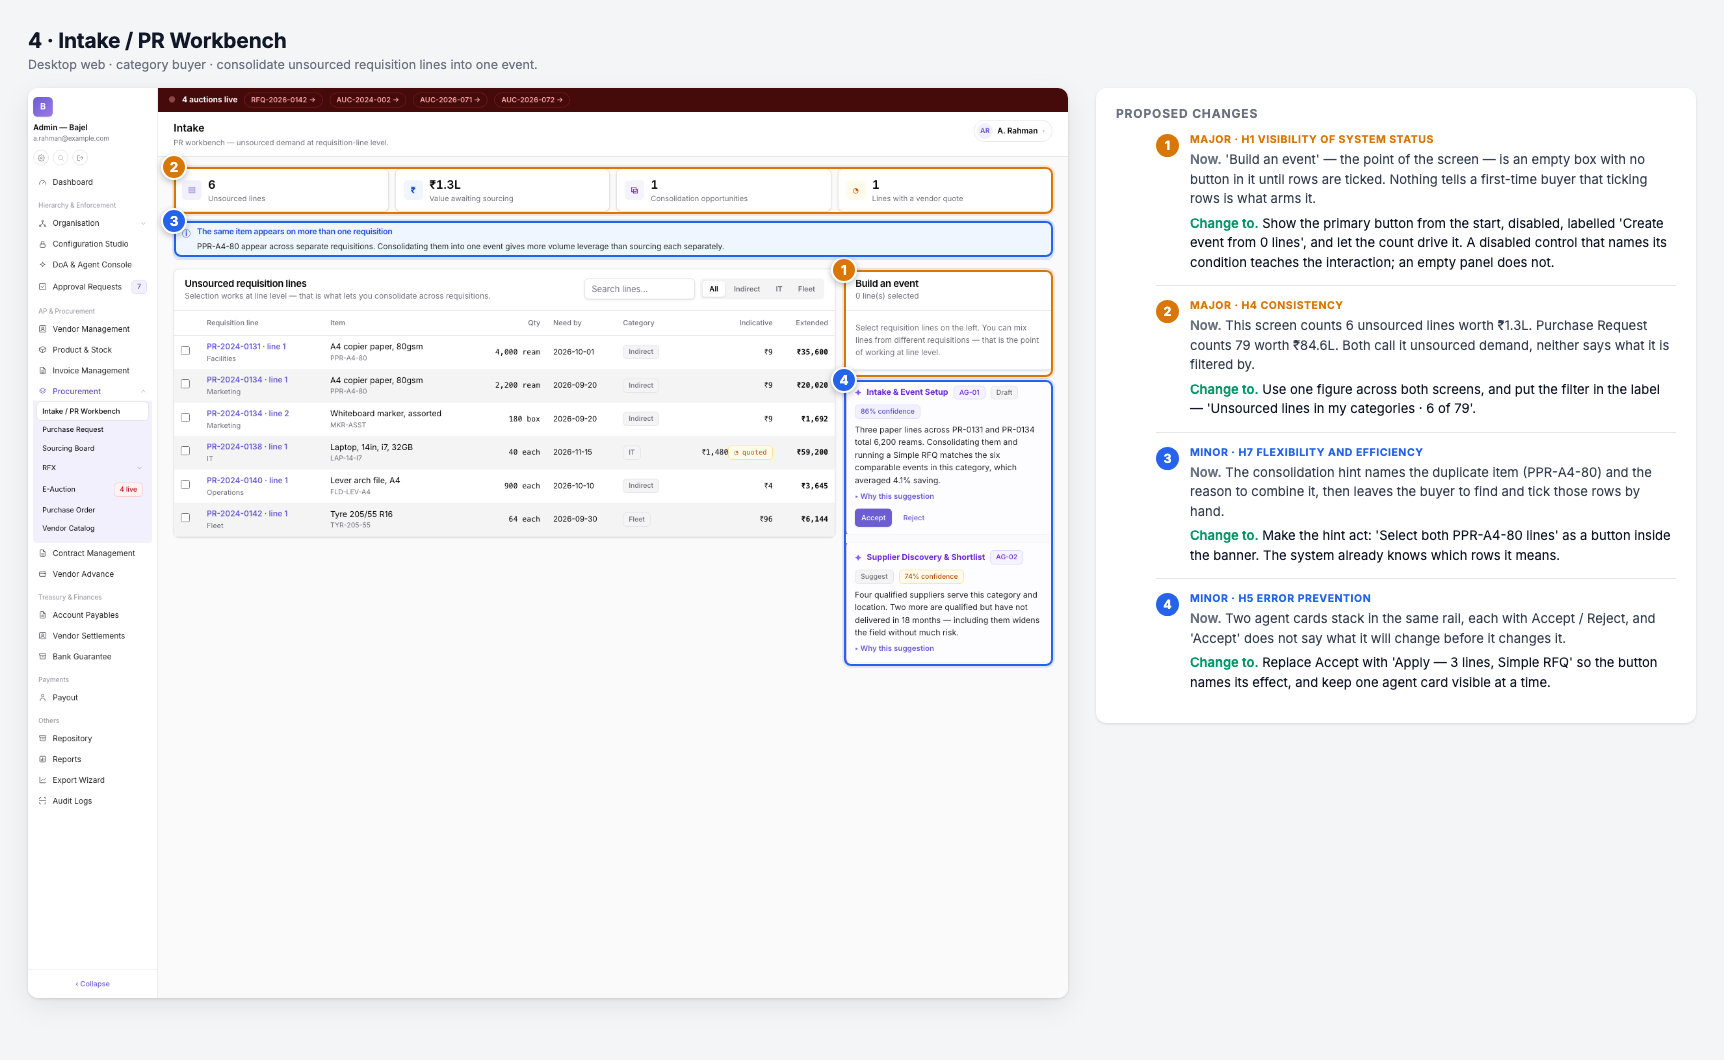 4 · Intake / PR Workbench
Desktop web · category buyer · consolidate unsourced requisition lines into one event.
B
Admin — Bajel
a.rahman@example.com
Dashboard
Hierarchy & Enforcement
Organisation
Configuration Studio
DoA & Agent Console
Approval Requests 7
AP & Procurement
Vendor Management
Product & Stock
Invoice Management
Procurement
Intake / PR Workbench
Purchase Request
Sourcing Board
RFX
E-Auction 4 live
Purchase Order
Vendor Catalog
Contract Management
Vendor Advance
Treasury & Finances
Account Payables
Vendor Settlements
Bank Guarantee
Payments
Payout
Others
Repository
Reports
Export Wizard
Audit Logs
‹ Collapse
4 auctions live RFQ-2026-0142 → AUC-2024-002 → AUC-2026-071 → AUC-2026-072 →
Intake
PR workbench — unsourced demand at requisition-line level.
AR A. Rahman
2
6
Unsourced lines
₹
₹1.3L
Value awaiting sourcing
1
Consolidation opportunities
1
Lines with a vendor quote
3
The same item appears on more than one requisition
PPR-A4-80 appear across separate requisitions. Consolidating them into one event gives more volume leverage than sourcing each separately.
Unsourced requisition lines
Selection works at line level — that is what lets you consolidate across requisitions.
Search lines...
All Indirect IT Fleet
Requisition line Item Qty Need by Category Indicative Extended
PR-2024-0131 · line 1 A4 copier paper, 80gsm 4,000 ream 2026-10-01 Indirect ₹9 ₹35,600
Facilities PPR-A4-80
PR-2024-0134 · line 1 A4 copier paper, 80gsm 2,200 ream 2026-09-20 Indirect ₹9 ₹20,020
Marketing PPR-A4-80
PR-2024-0134 · line 2 Whiteboard marker, assorted 180 box 2026-09-20 Indirect ₹9 ₹1,692
Marketing MKR-ASST
PR-2024-0138 · line 1 Laptop, 14in, i7, 32GB 40 each 2026-11-15 IT ₹1,480 quoted ₹59,200
IT LAP-14-I7
PR-2024-0140 · line 1 Lever arch file, A4 900 each 2026-10-10 Indirect ₹4 ₹3,645
Operations FLD-LEV-A4
PR-2024-0142 · line 1 Tyre 205/55 R16 64 each 2026-09-30 Fleet ₹96 ₹6,144
Fleet TYR-205-55
1
Build an event
0 line(s) selected
Select requisition lines on the left. You can mix
lines from different requisitions — that is the point
of working at line level.
4
Intake & Event Setup AG-01 Draft
86% confidence
Three paper lines across PR-0131 and PR-0134
total 6,200 reams. Consolidating them and
running a Simple RFQ matches the six
comparable events in this category, which
averaged 4.1% saving.
Why this suggestion
Accept Reject
Supplier Discovery & Shortlist AG-02
Suggest 74% confidence
Four qualified suppliers serve this category and
location. Two more are qualified but have not
delivered in 18 months — including them widens
the field without much risk.
Why this suggestion
PROPOSED CHANGES
1
MAJOR · H1 VISIBILITY OF SYSTEM STATUS
Now. 'Build an event' — the point of the screen — is an empty box with no
button in it until rows are ticked. Nothing tells a first-time buyer that ticking
rows is what arms it.
Change to. Show the primary button from the start, disabled, labelled 'Create
event from 0 lines', and let the count drive it. A disabled control that names its
condition teaches the interaction; an empty panel does not.
2
MAJOR · H4 CONSISTENCY
Now. This screen counts 6 unsourced lines worth ₹1.3L. Purchase Request
counts 79 worth ₹84.6L. Both call it unsourced demand, neither says what it is
filtered by.
Change to. Use one figure across both screens, and put the filter in the label
— 'Unsourced lines in my categories · 6 of 79'.
3
MINOR · H7 FLEXIBILITY AND EFFICIENCY
Now. The consolidation hint names the duplicate item (PPR-A4-80) and the
reason to combine it, then leaves the buyer to find and tick those rows by
hand.
Change to. Make the hint act: 'Select both PPR-A4-80 lines' as a button inside
the banner. The system already knows which rows it means.
4
MINOR · H5 ERROR PREVENTION
Now. Two agent cards stack in the same rail, each with Accept / Reject, and
'Accept' does not say what it will change before it changes it.
Change to. Replace Accept with 'Apply — 3 lines, Simple RFQ' so the button
names its effect, and keep one agent card visible at a time.